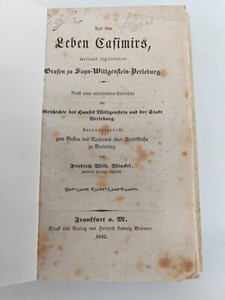 Aus dem
Leben Casimirs,
weiland regierenden
Grafen zu Sayn-Wittgenstein-Berleburg.
Nebst einer einleitenden Uebersicht
der
Geschichte des Hauses Wittgenstein und der Stadt
Berleburg.
Herausgegeben
zum Besten des Neubaues einer Stadtkirche
zu Berleburg
von
Friedrich Wilh. Winckel,
Frankfurt a. M.
Druck und Verlag von Heinrich Ludwig Brönner.
1842.